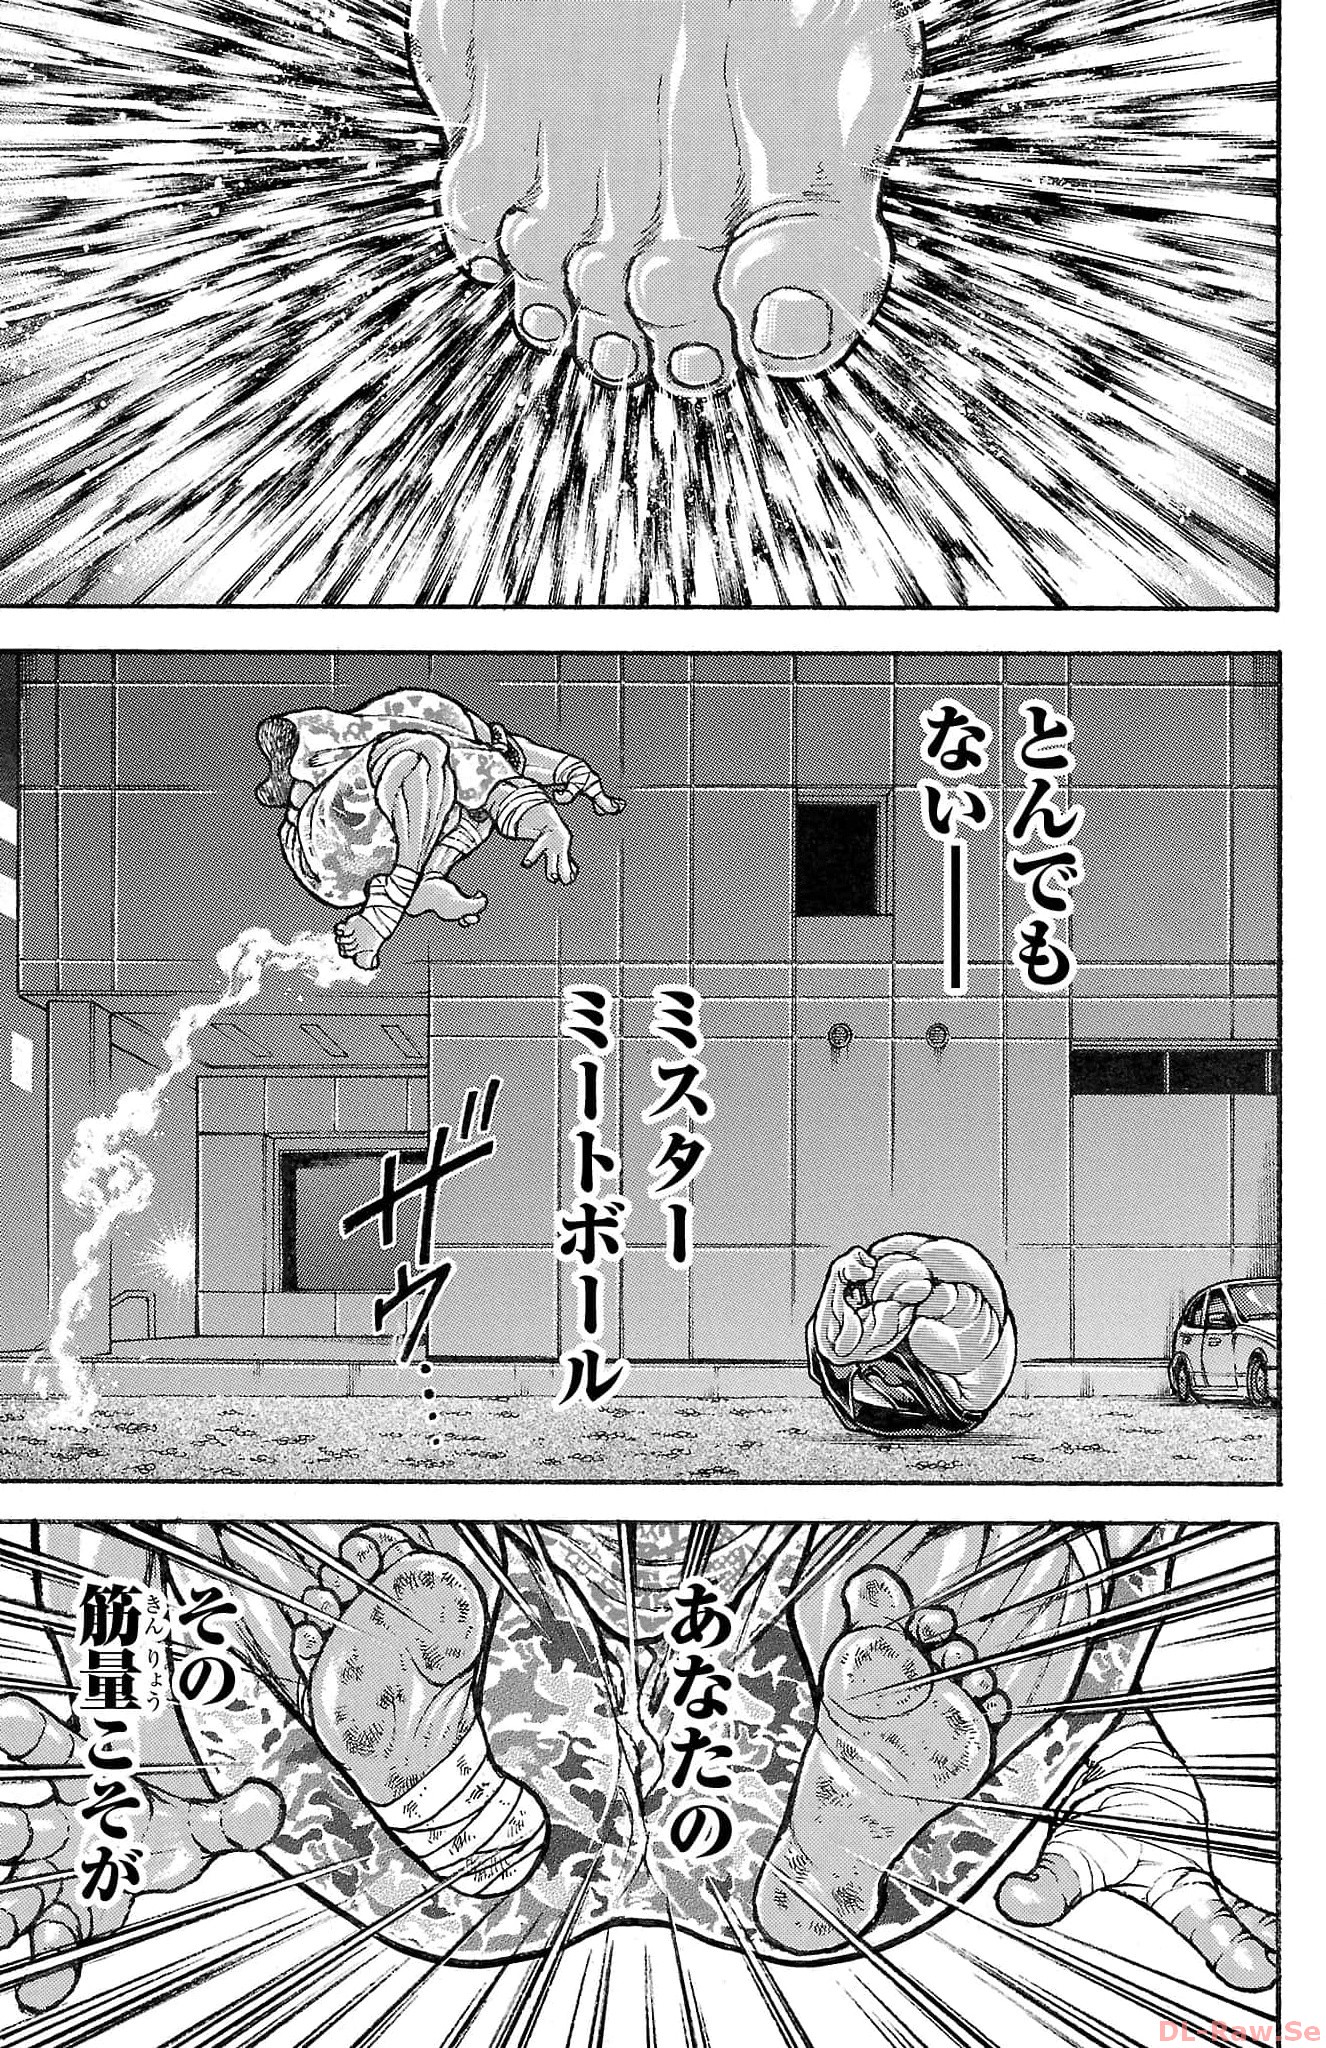 とんでも
ない━━
ミスター
ミートボール
ザウ…
あなたの
その
筋量こそが
きんりょう
DL-Raw.Se